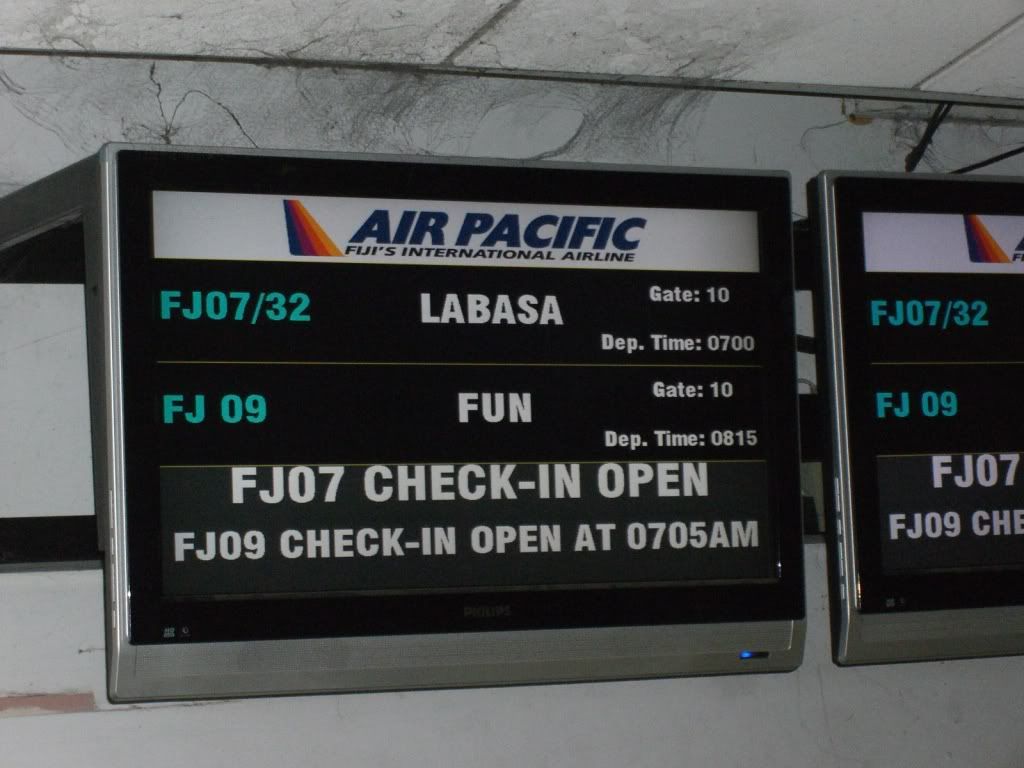 AIR PACIFIC
FIJI'S INTERNATIONAL AIRLINE
FJ07/32 LABASA Gate: 10
Dep. Time: 0700
FJ 09 FUN Gate: 10
Dep. Time: 0815
FJ07 CHECK-IN OPEN
FJ09 CHECK-IN OPEN AT 0705AM
PHILIPS
FJ07/32
FJ 09
FJ07
FJ09 CHE